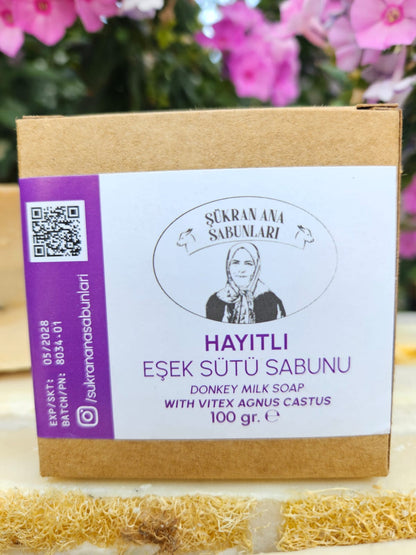 ŞÜKRAN ANA
SABUNLARI
HAYITLI
EŞEK SÜTÜ SABUNU
DONKEY MILK SOAP
WITH VITEX AGNUS CASTUS
100 gr. ℮
EXP/SKT: 05/2028
BATCH/PN: 8034-01
/sukrananasabunlari